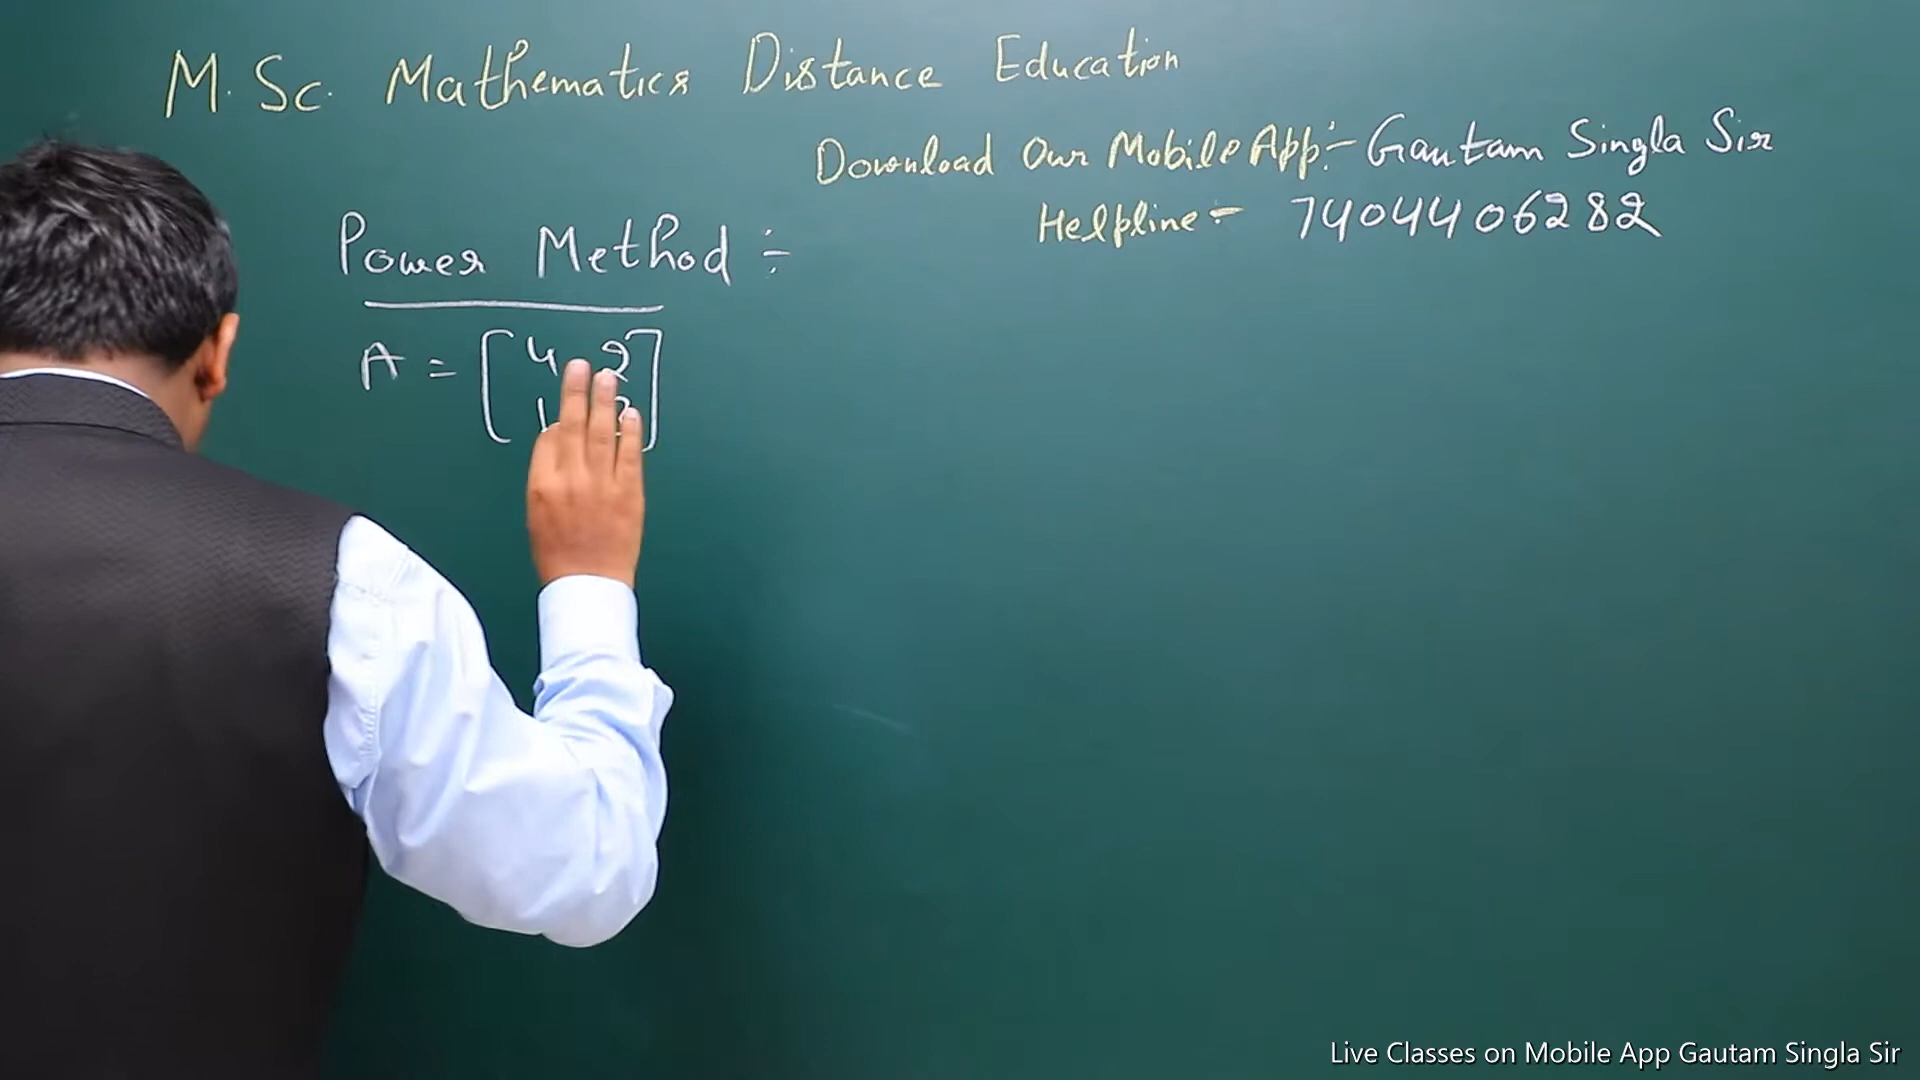 M.Sc. Mathematics Distance Education
Download Our Mobile App:- Gautam Singla Sir
Helpline:- 7404406282
Power Method :-
A = [ 4 2
1
Live Classes on Mobile App Gautam Singla Sir